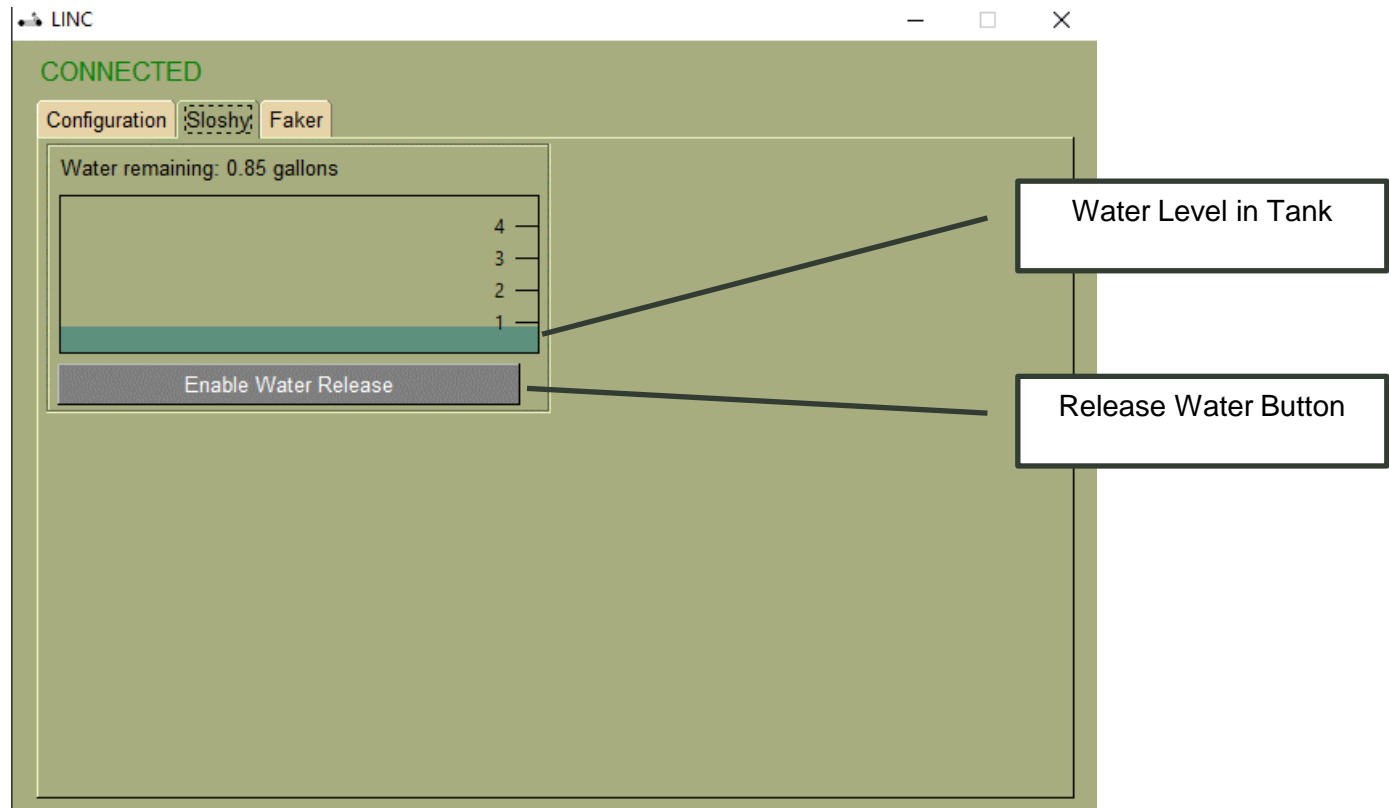 LINC
CONNECTED
Configuration Sloshy Faker
Water remaining: 0.85 gallons
4
3
2
1
Enable Water Release
Water Level in Tank
Release Water Button